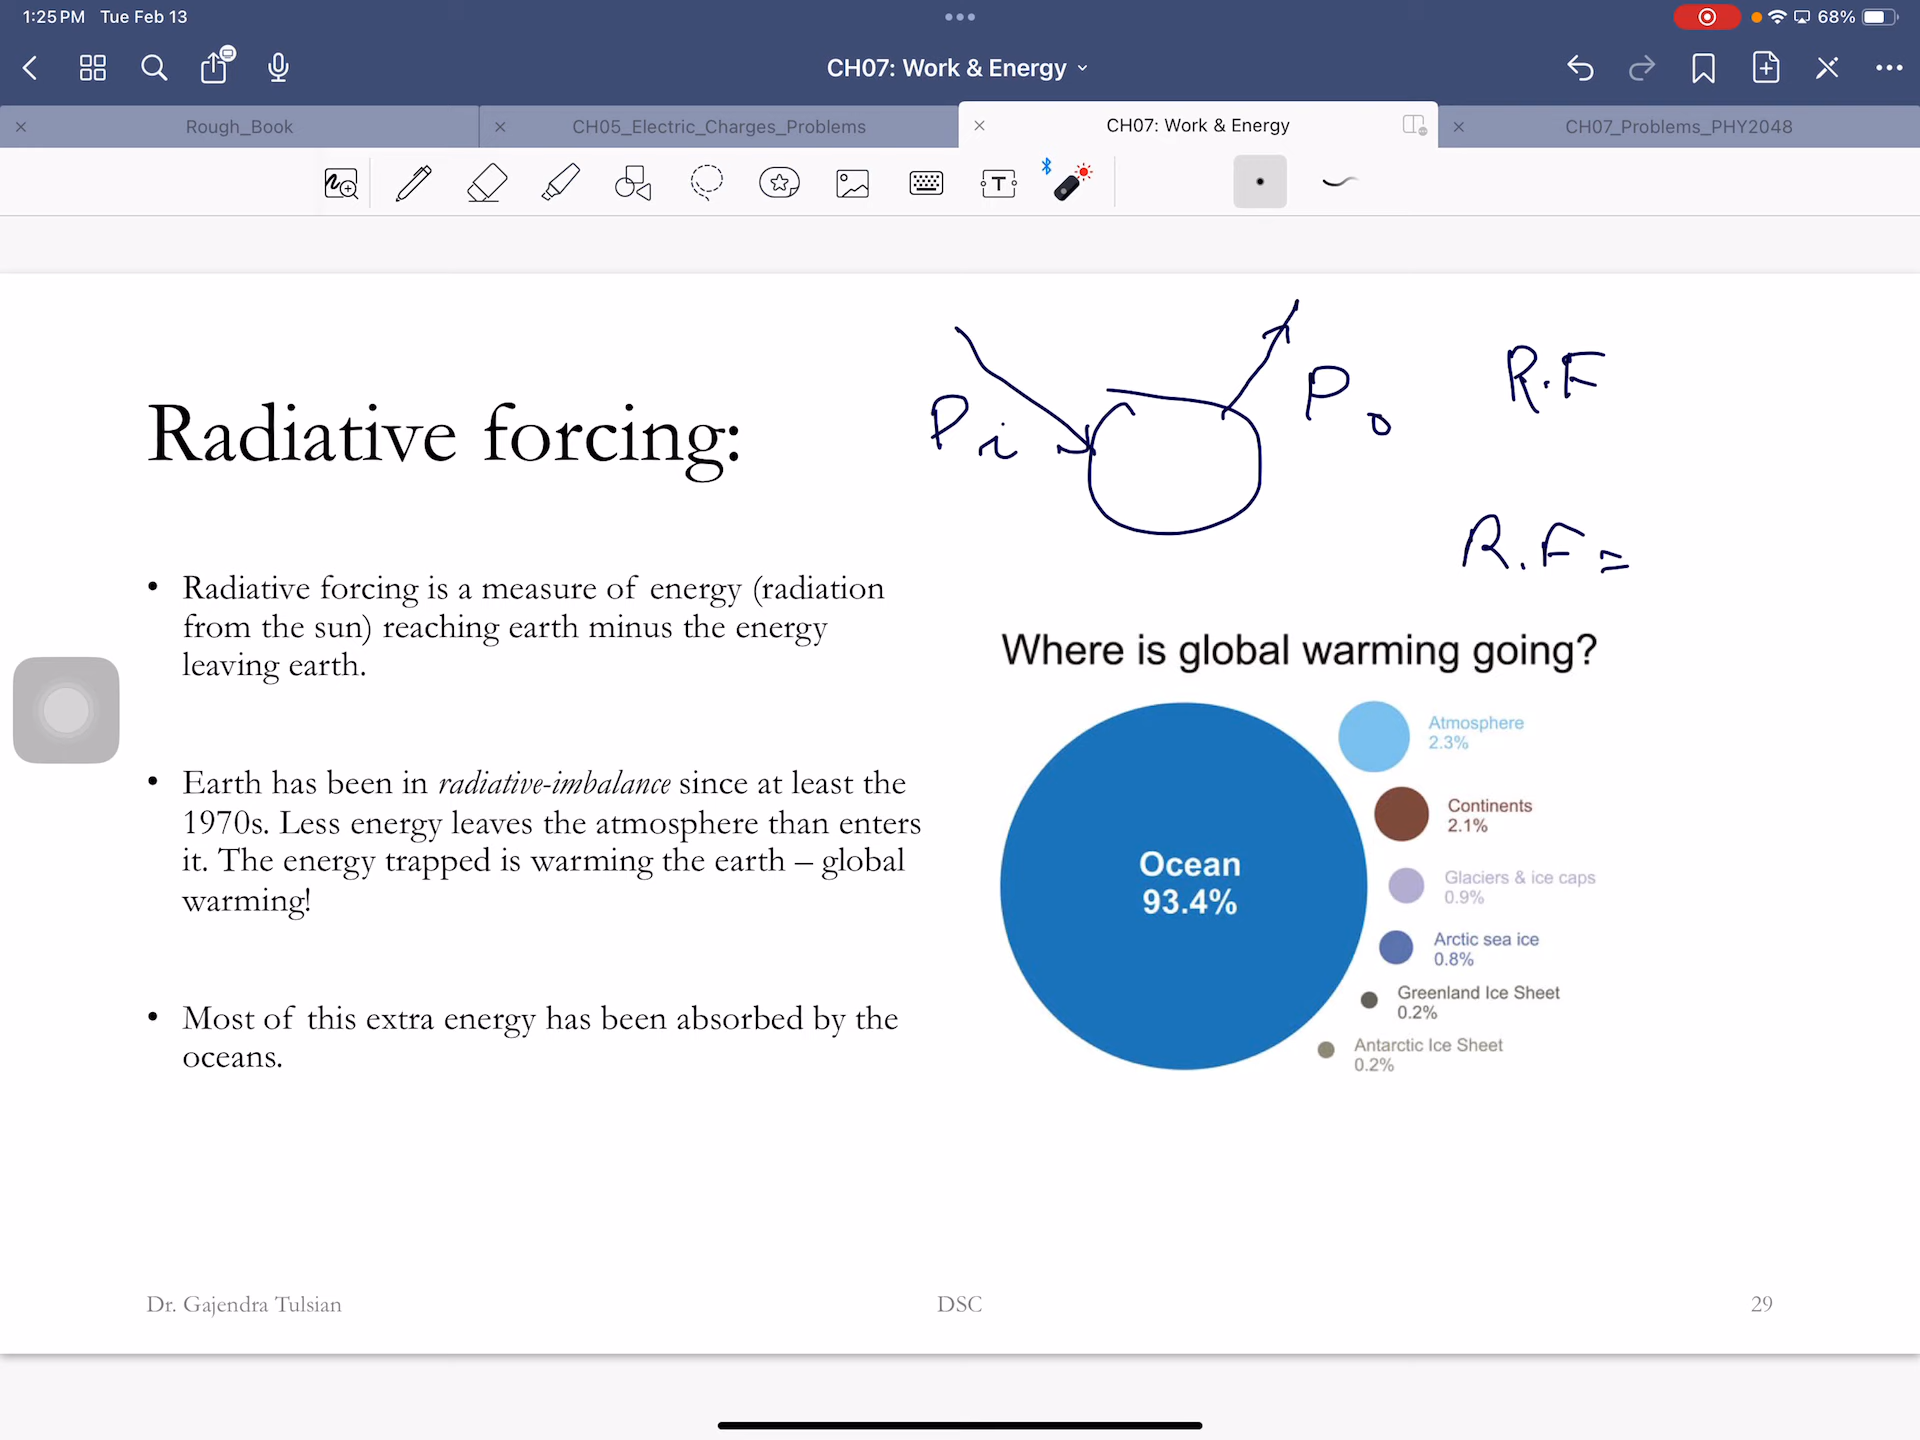 1:25 PM Tue Feb 13
68%
CH07: Work & Energy
Rough_Book
CH05_Electric_Charges_Problems
CH07: Work & Energy
CH07_Problems_PHY2048
T
P i
P o
R.F
R.F =
Radiative forcing:
• Radiative forcing is a measure of energy (radiation
from the sun) reaching earth minus the energy
leaving earth.
• Earth has been in radiative-imbalance since at least the
1970s. Less energy leaves the atmosphere than enters
it. The energy trapped is warming the earth – global
warming!
• Most of this extra energy has been absorbed by the
oceans.
Where is global warming going?
Ocean
93.4%
Atmosphere
2.3%
Continents
2.1%
Glaciers & ice caps
0.9%
Arctic sea ice
0.8%
Greenland Ice Sheet
0.2%
Antarctic Ice Sheet
0.2%
Dr. Gajendra Tulsian
DSC
29